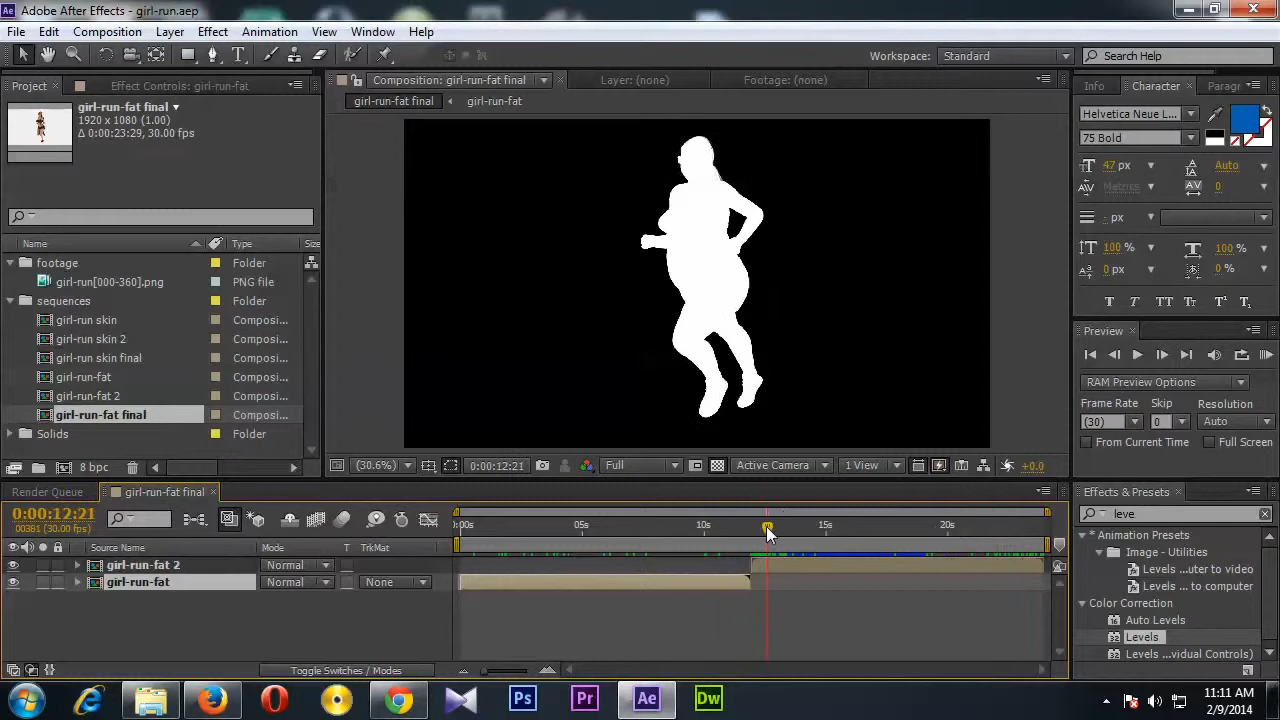 Adobe After Effects - girl-run.aep
File Edit Composition Layer Effect Animation View Window Help
Workspace: Standard Search Help
Project Effect Controls: girl-run-fat
Composition: girl-run-fat final Layer: (none) Footage: (none)
Info Character Paragr
girl-run-fat final
1920 x 1080 (1.00)
Δ 0:00:23:29, 30.00 fps
girl-run-fat final girl-run-fat
Helvetica Neue L...
75 Bold
47 px Auto
Metrics 0
- px
100 % 100 %
0 px 0 %
T T TT Tт T¹ T₁
Name Type Size
footage Folder
girl-run[000-360].png PNG file
sequences Folder
girl-run skin Composi...
girl-run skin 2 Composi...
girl-run skin final Composi...
girl-run-fat Composi...
girl-run-fat 2 Composi...
girl-run-fat final Composi...
Solids Folder
8 bpc
Preview
RAM Preview Options
Frame Rate Skip Resolution
(30) 0 Auto
From Current Time Full Screen
(30.6%) 0:00:12:21 Full Active Camera 1 View +0.0
Render Queue girl-run-fat final
0:00:12:21
00381 (30.00 fps)
:00s 05s 10s 15s 20s
Source Name Mode T TrkMat
girl-run-fat 2 Normal
girl-run-fat Normal None
Toggle Switches / Modes
Effects & Presets
leve
* Animation Presets
Image - Utilities
Levels ...uter to video
Levels ... to computer
Color Correction
Auto Levels
Levels
Levels ...vidual Controls)
Ps Pr Ae Dw
11:11 AM
2/9/2014